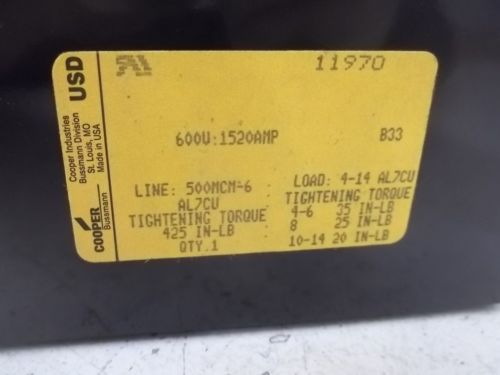 USD
Cooper Industries
Bussmann Division
St. Louis, MO
Made in USA
COOPER
Bussmann
11970
600V:1520AMP B33
LINE: 500MCM-6
AL7CU
TIGHTENING TORQUE
425 IN-LB
QTY.1
LOAD: 4-14 AL7CU
TIGHTENING TORQUE
4-6 35 IN-LB
8 25 IN-LB
10-14 20 IN-LB